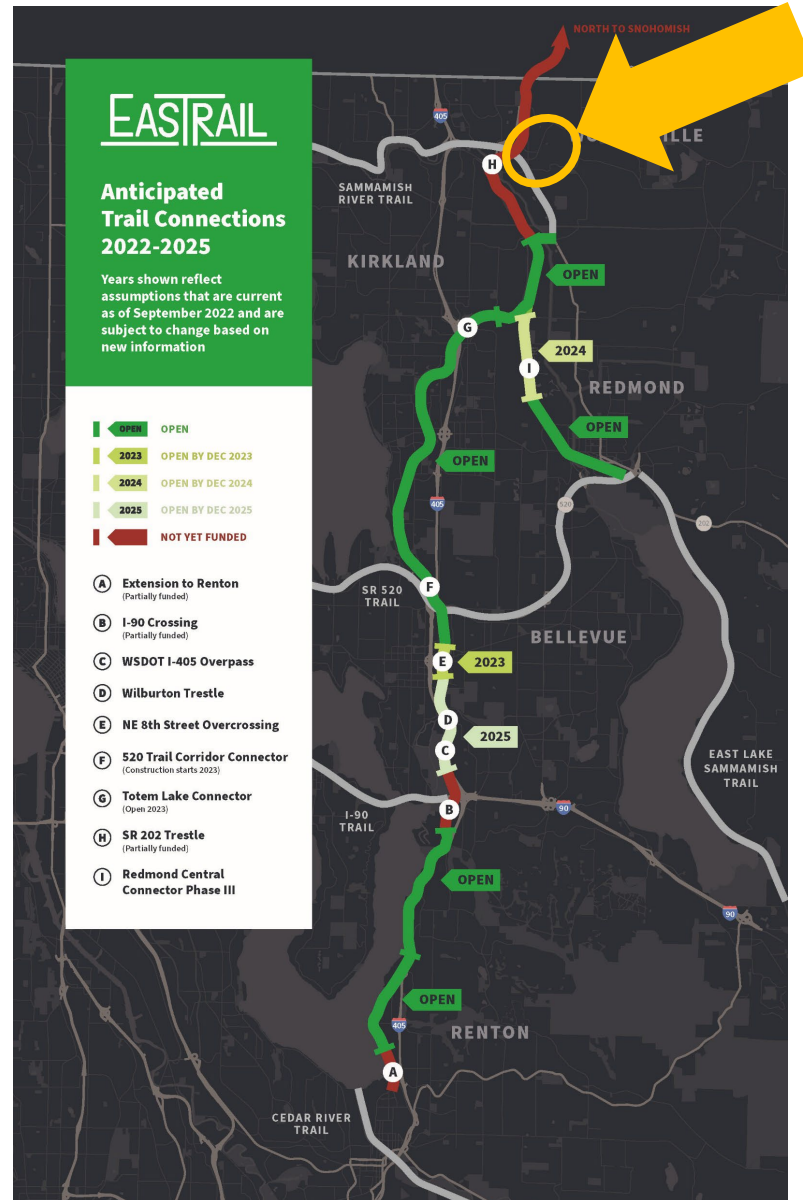 EASTRAIL
Anticipated
Trail Connections
2022-2025
Years shown reflect
assumptions that are current
as of September 2022 and are
subject to change based on
new information
OPEN OPEN
2023 OPEN BY DEC 2023
2024 OPEN BY DEC 2024
2025 OPEN BY DEC 2025
NOT YET FUNDED
A Extension to Renton
(Partially funded)
B I-90 Crossing
(Partially funded)
C WSDOT I-405 Overpass
D Wilburton Trestle
E NE 8th Street Overcrossing
F 520 Trail Corridor Connector
(Construction starts 2023)
G Totem Lake Connector
(Open 2023)
H SR 202 Trestle
(Partially funded)
I Redmond Central
Connector Phase III
NORTH TO SNOHOMISH
405
H
SAMMAMISH
RIVER TRAIL
KIRKLAND
OPEN
G
2024
I
REDMOND
OPEN
OPEN
405
520
202
F
SR 520
TRAIL
BELLEVUE
E
2023
D
2025
C
EAST LAKE
SAMMAMISH
TRAIL
B
90
I-90
TRAIL
OPEN
90
OPEN
405
RENTON
A
CEDAR RIVER
TRAIL